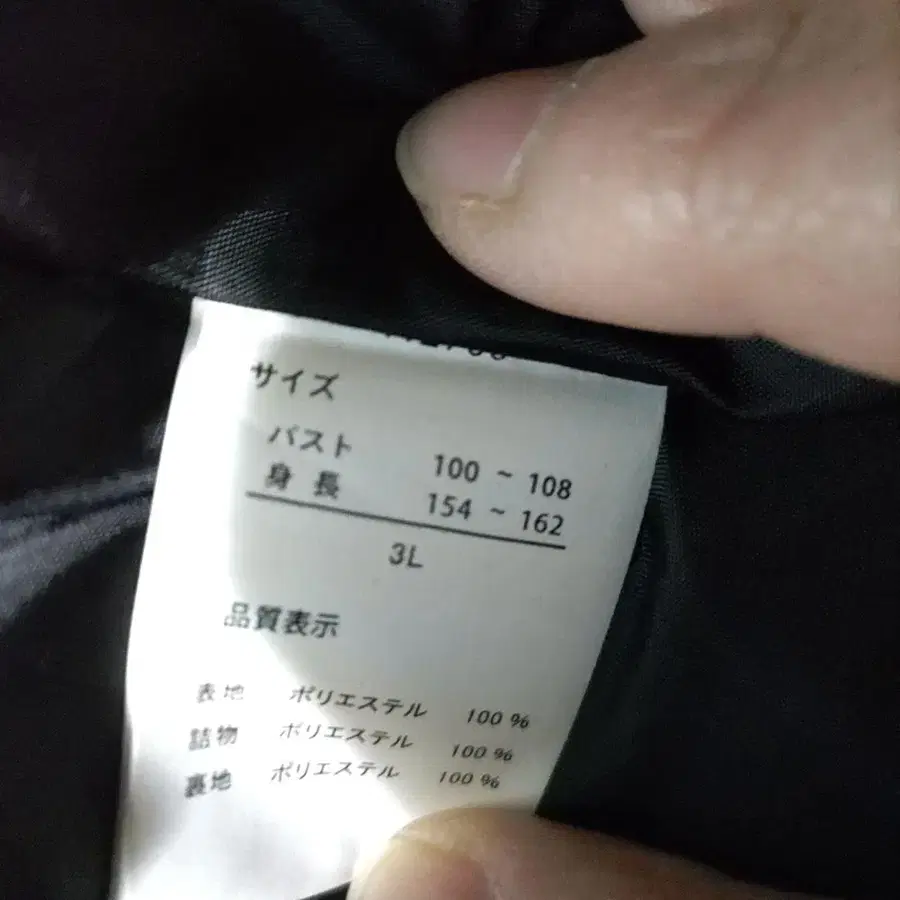 サイズ
バスト 100 ~ 108
身長 154 ~ 162
3L
品質表示
表地 ポリエステル 100 %
詰物 ポリエステル 100 %
裏地 ポリエステル 100 %